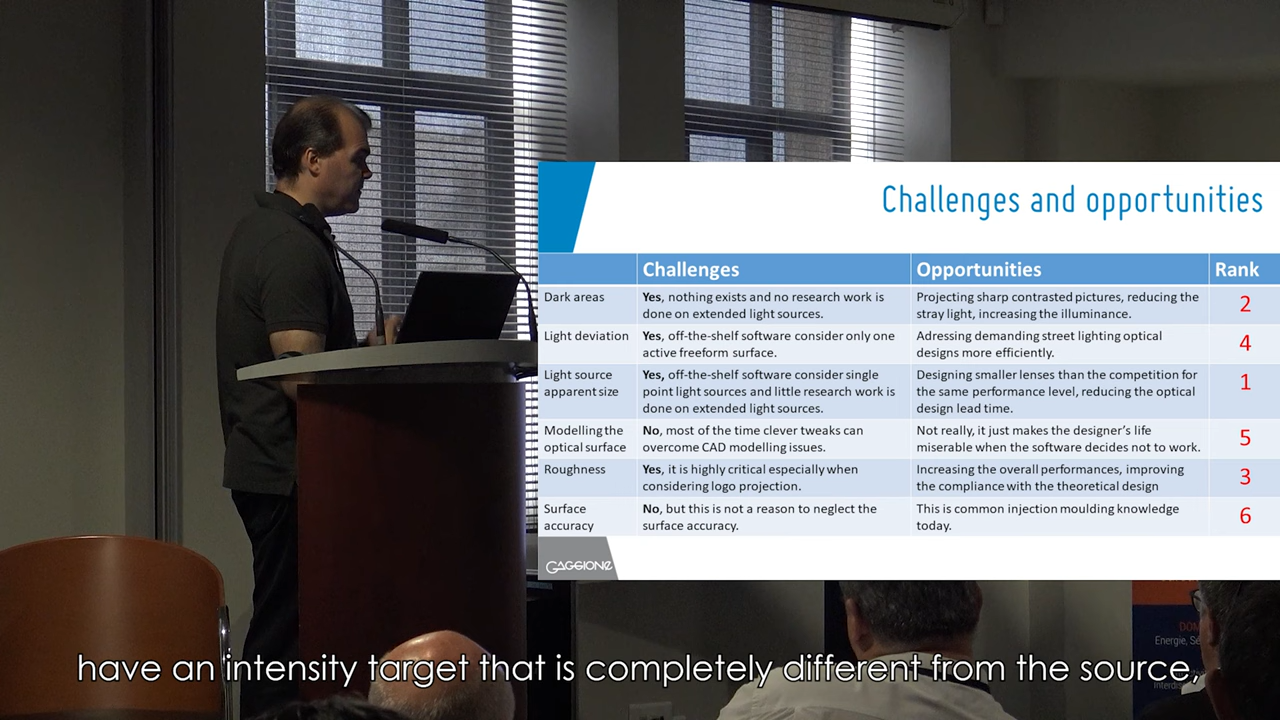 Challenges and opportunities
Challenges
Opportunities
Rank
Dark areas
Yes, nothing exists and no research work is
done on extended light sources.
Projecting sharp contrasted pictures, reducing the
stray light, increasing the illuminance.
2
Light deviation
Yes, off-the-shelf software consider only one
active freeform surface.
Adressing demanding street lighting optical
designs more efficiently.
4
Light source
apparent size
Yes, off-the-shelf software consider single
point light sources and little research work is
done on extended light sources.
Designing smaller lenses than the competition for
the same performance level, reducing the optical
design lead time.
1
Modelling the
optical surface
No, most of the time clever tweaks can
overcome CAD modelling issues.
Not really, it just makes the designer's life
miserable when the software decides not to work.
5
Roughness
Yes, it is highly critical especially when
considering logo projection.
Increasing the overall performances, improving
the compliance with the theoretical design
3
Surface
accuracy
No, but this is not a reason to neglect the
surface accuracy.
This is common injection moulding knowledge
today.
6
GAGGIONE
Energie, Sé
have an intensity target that is completely different from the source,